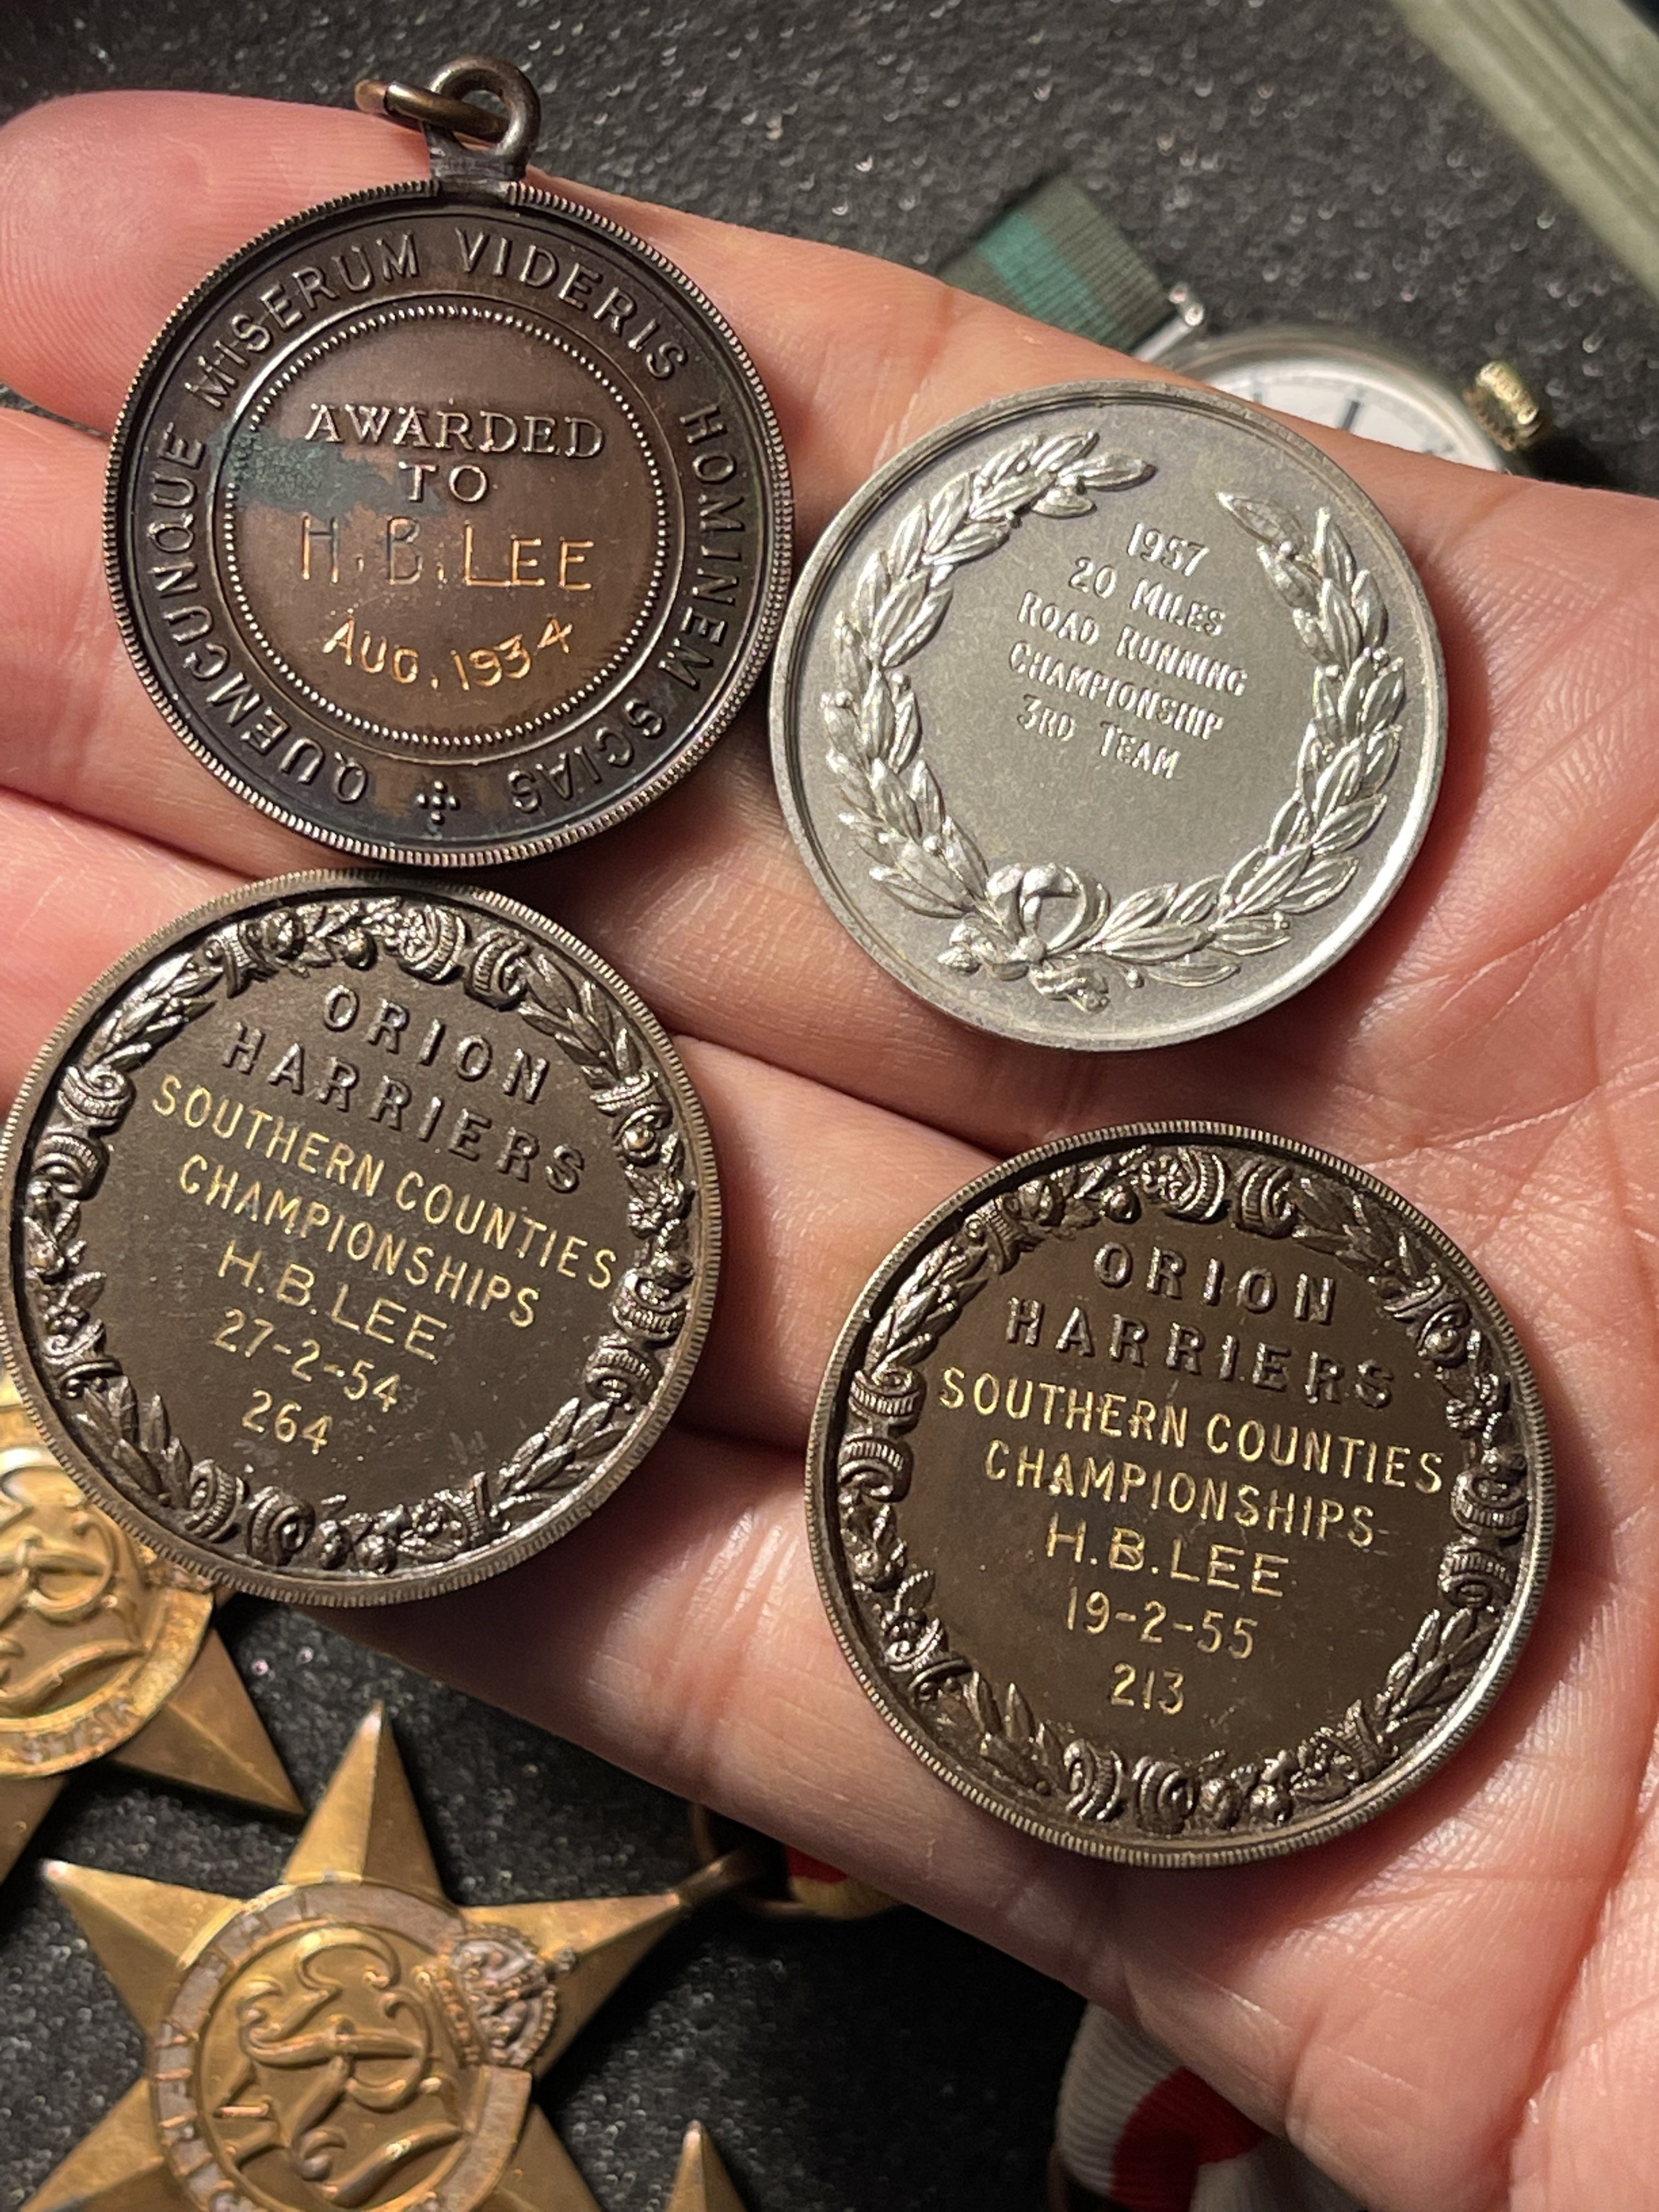 QUEMCUNQUE MISERUM VIDERIS HOMINEM SCIAS
AWARDED
TO
H.B.LEE
AUG.1934
1957
20 MILES
ROAD RUNNING
CHAMPIONSHIP
3RD TEAM
ORION
HARRIERS
SOUTHERN COUNTIES
CHAMPIONSHIPS
H.B.LEE
27-2-54
264
ORION
HARRIERS
SOUTHERN COUNTIES
CHAMPIONSHIPS
H.B.LEE
19-2-55
213